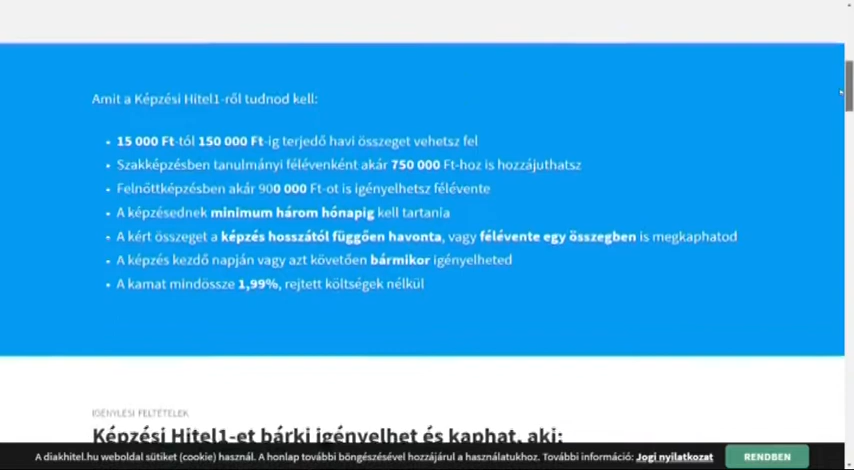 Amit a Képzési Hitel1-ről tudnod kell:
• 15 000 Ft-tól 150 000 Ft-ig terjedő havi összeget vehetsz fel
• Szakképzésben tanulmányi félévenként akár 750 000 Ft-hoz is hozzájuthatsz
• Felnőttképzésben akár 900 000 Ft-ot is igényelhetsz félévente
• A képzésednek minimum három hónapig kell tartania
• A kért összeget a képzés hosszától függően havonta, vagy félévente egy összegben is megkaphatod
• A képzés kezdő napján vagy azt követően bármikor igényelheted
• A kamat mindössze 1,99%, rejtett költségek nélkül
IGÉNYLÉSI FELTÉTELEK
Képzési Hitel1-et bárki igényelhet és kaphat, aki:
A diakhitel.hu weboldal sütiket (cookie) használ. A honlap további böngészésével hozzájárul a használatukhoz. További információ: Jogi nyilatkozat RENDBEN